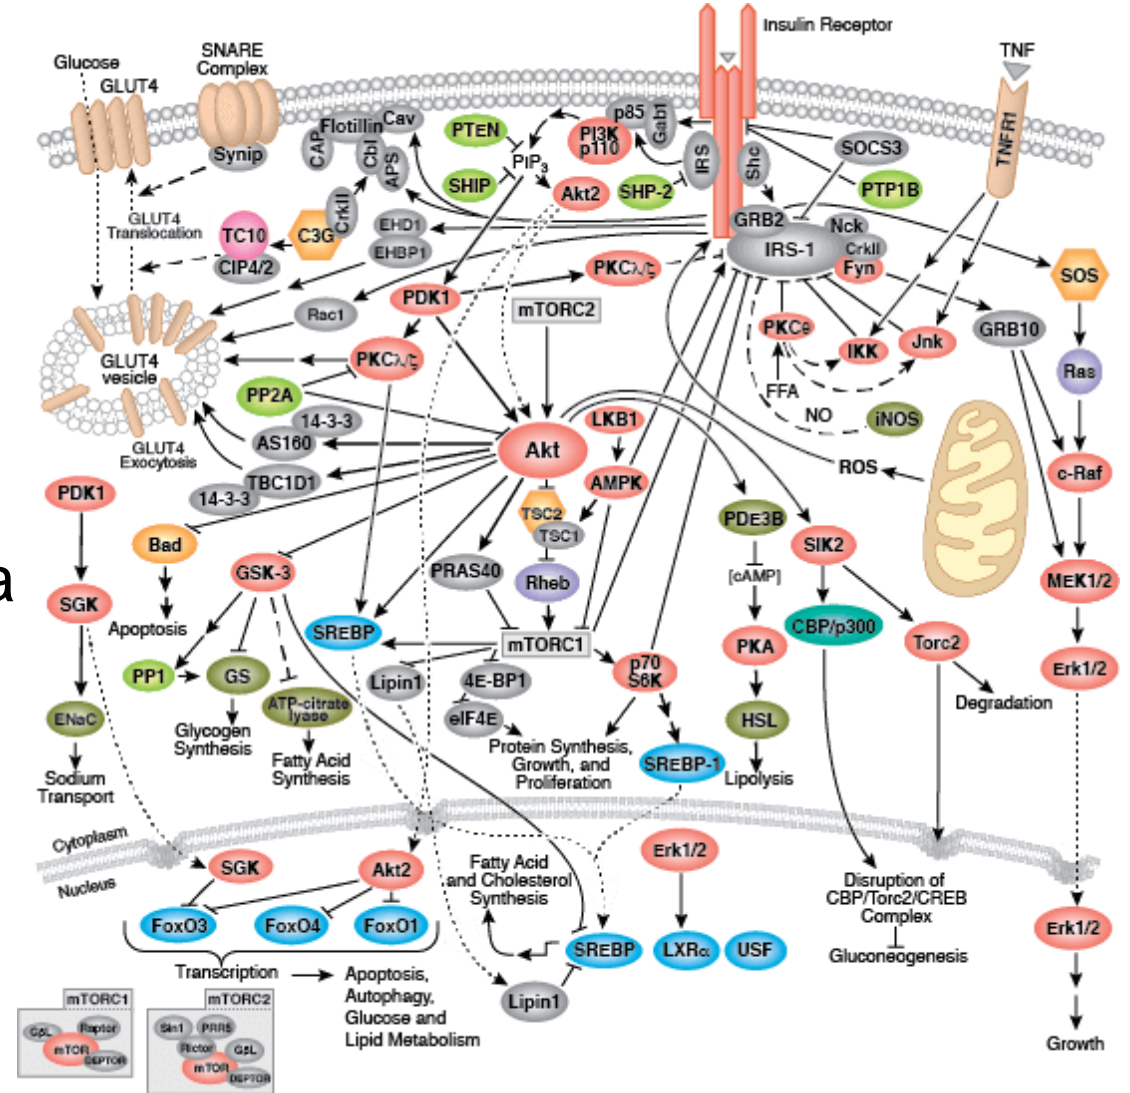 Insulin Receptor
Glucose
GLUT4
SNARE
Complex
TNF
Synip
CAP
Flotillin
Cav
Cbl
APS
CrkII
PTEN
SHIP
PIP3
PI3K
p110
p85
Gab1
Akt2
SHP-2
IRS
Shc
SOCS3
PTP1B
TNFR1
GLUT4
Translocation
TC10
CIP4/2
C3G
EHD1
EHBP1
GRB2
IRS-1
Nck
CrkII
Fyn
SOS
PKCλ/ζ
PDK1
mTORC2
Rac1
PKCθ
IKK
Jnk
GRB10
Ras
GLUT4
vesicle
PKCλ/ζ
FFA
NO
iNOS
PP2A
14-3-3
AS160
GLUT4
Exocytosis
TBC1D1
14-3-3
Akt
LKB1
AMPK
ROS
c-Raf
PDK1
Bad
TSC2
TSC1
PDE3B
SIK2
[cAMP]
GSK-3
PRAS40
Rheb
MEK1/2
a
SGK
Apoptosis
SREBP
mTORC1
PKA
CBP/p300
Torc2
Erk1/2
PP1
GS
ATP-citrate
lyase
Lipin1
4E-BP1
eIF4E
p70
S6K
Degradation
ENaC
Glycogen
Synthesis
Fatty Acid
Synthesis
Protein Synthesis,
Growth, and
Proliferation
SREBP-1
HSL
Lipolysis
Sodium
Transport
Cytoplasm
Nucleus
SGK
Akt2
Fatty Acid
and Cholesterol
Synthesis
Erk1/2
Disruption of
CBP/Torc2/CREB
Complex
Gluconeogenesis
FoxO3
FoxO4
FoxO1
SREBP
LXRα
USF
Erk1/2
Transcription
Apoptosis,
Autophagy,
Glucose and
Lipid Metabolism
Lipin1
Growth
mTORC1
GβL
Raptor
mTOR
DEPTOR
mTORC2
Sin1
PRR5
Rictor
GβL
mTOR
DEPTOR